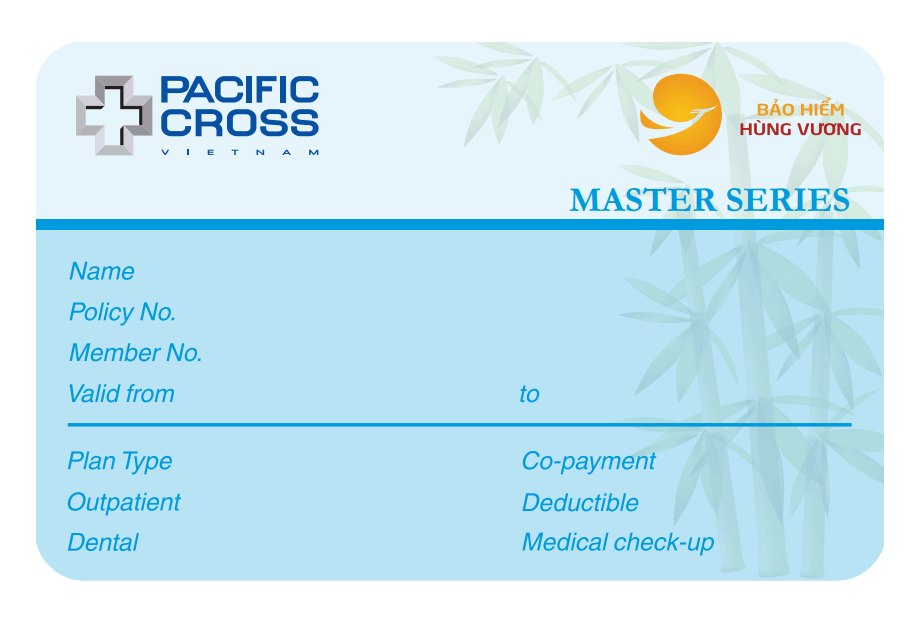 PACIFIC
CROSS
VIETNAM
BẢO HIỂM
HÙNG VƯƠNG
MASTER SERIES
Name
Policy No.
Member No.
Valid from to
Plan Type Co-payment
Outpatient Deductible
Dental Medical check-up